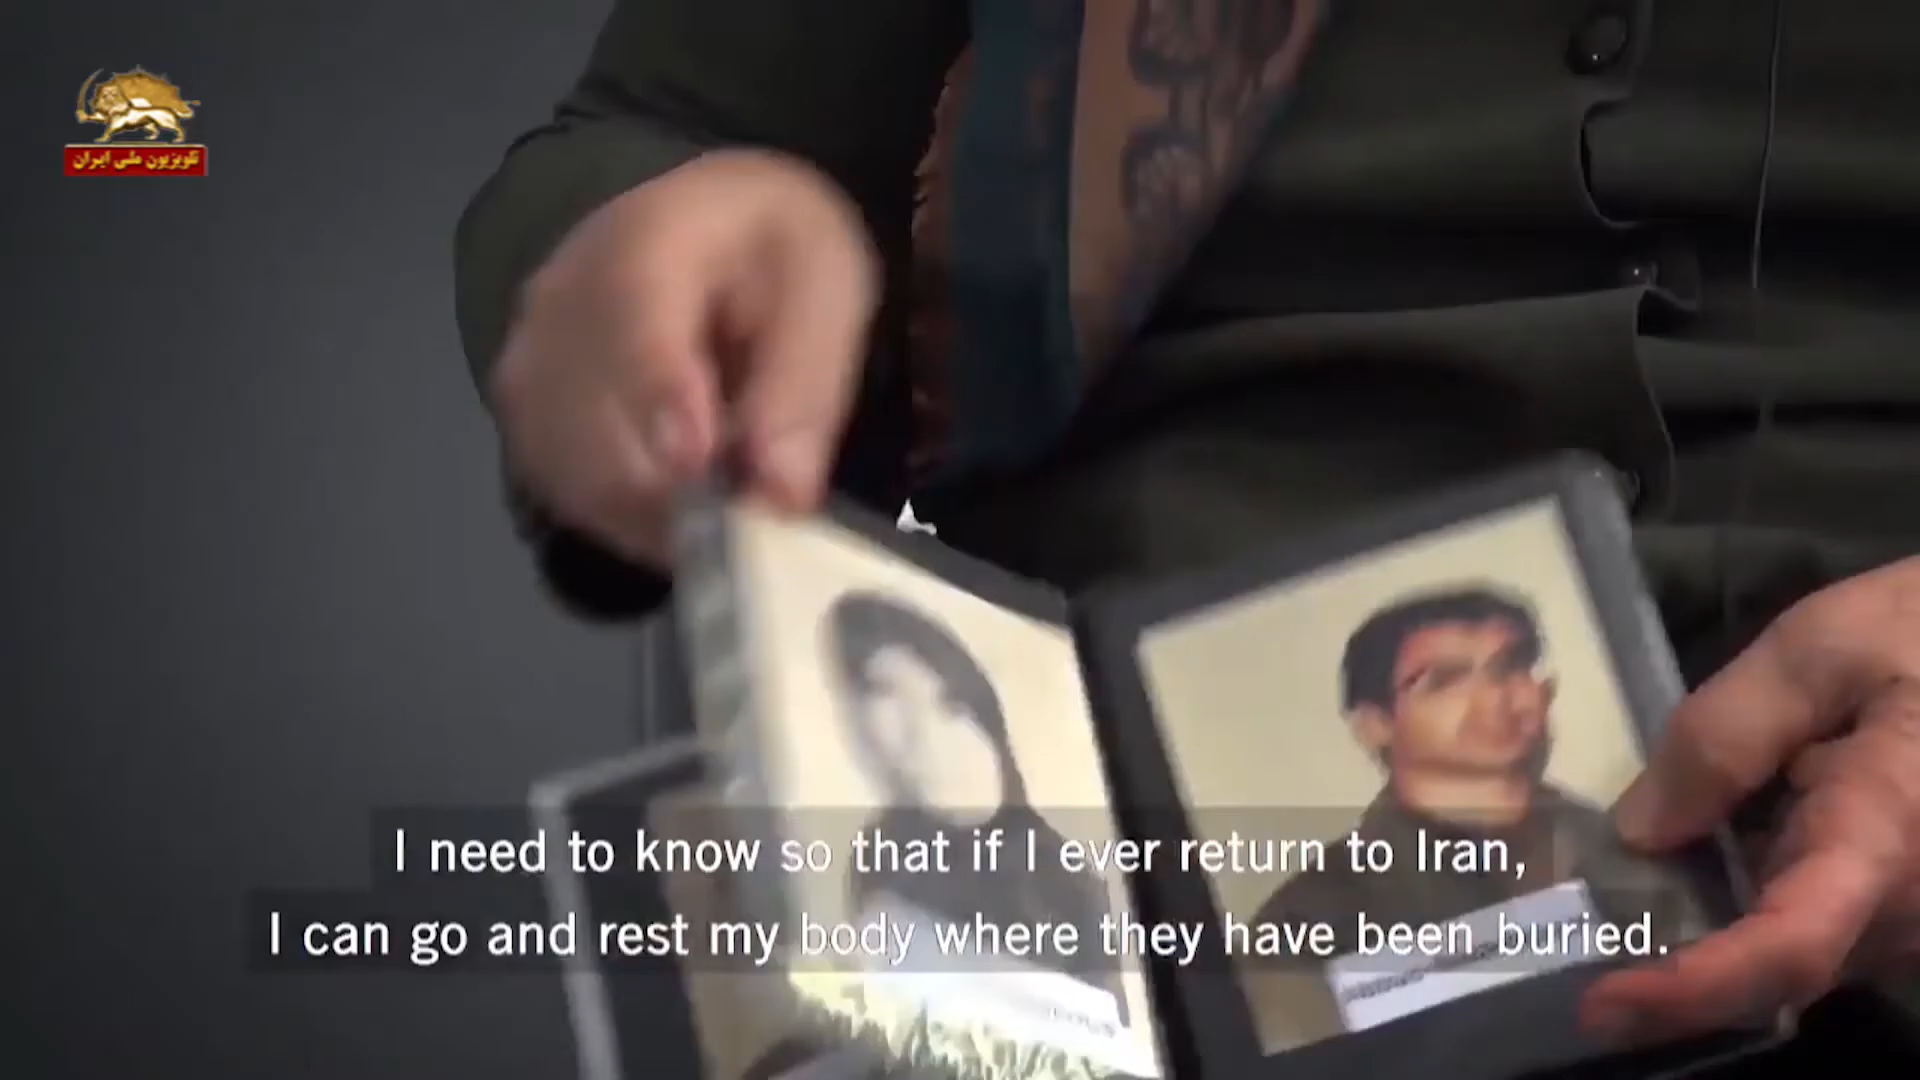 تلویزیون ملی ایران
I need to know so that if I ever return to Iran,
I can go and rest my body where they have been buried.